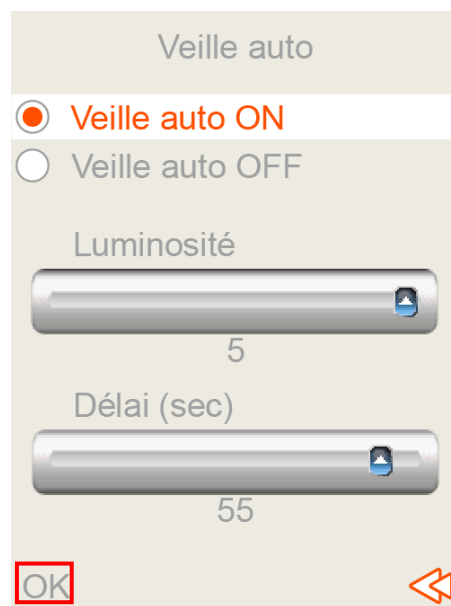 Veille auto
Veille auto ON
Veille auto OFF
Luminosité
5
Délai (sec)
55
OK